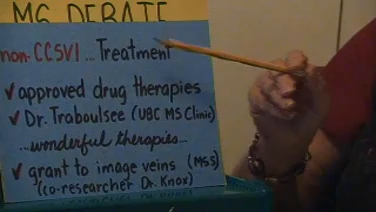 MS DEBATE
non-CCSVI ... Treatment
✓ approved drug therapies
✓ Dr. Traboulsee (UBC MS Clinic)
...wonderful therapies...
✓ grant to image veins (MSS)
(co-researcher Dr. Knox)